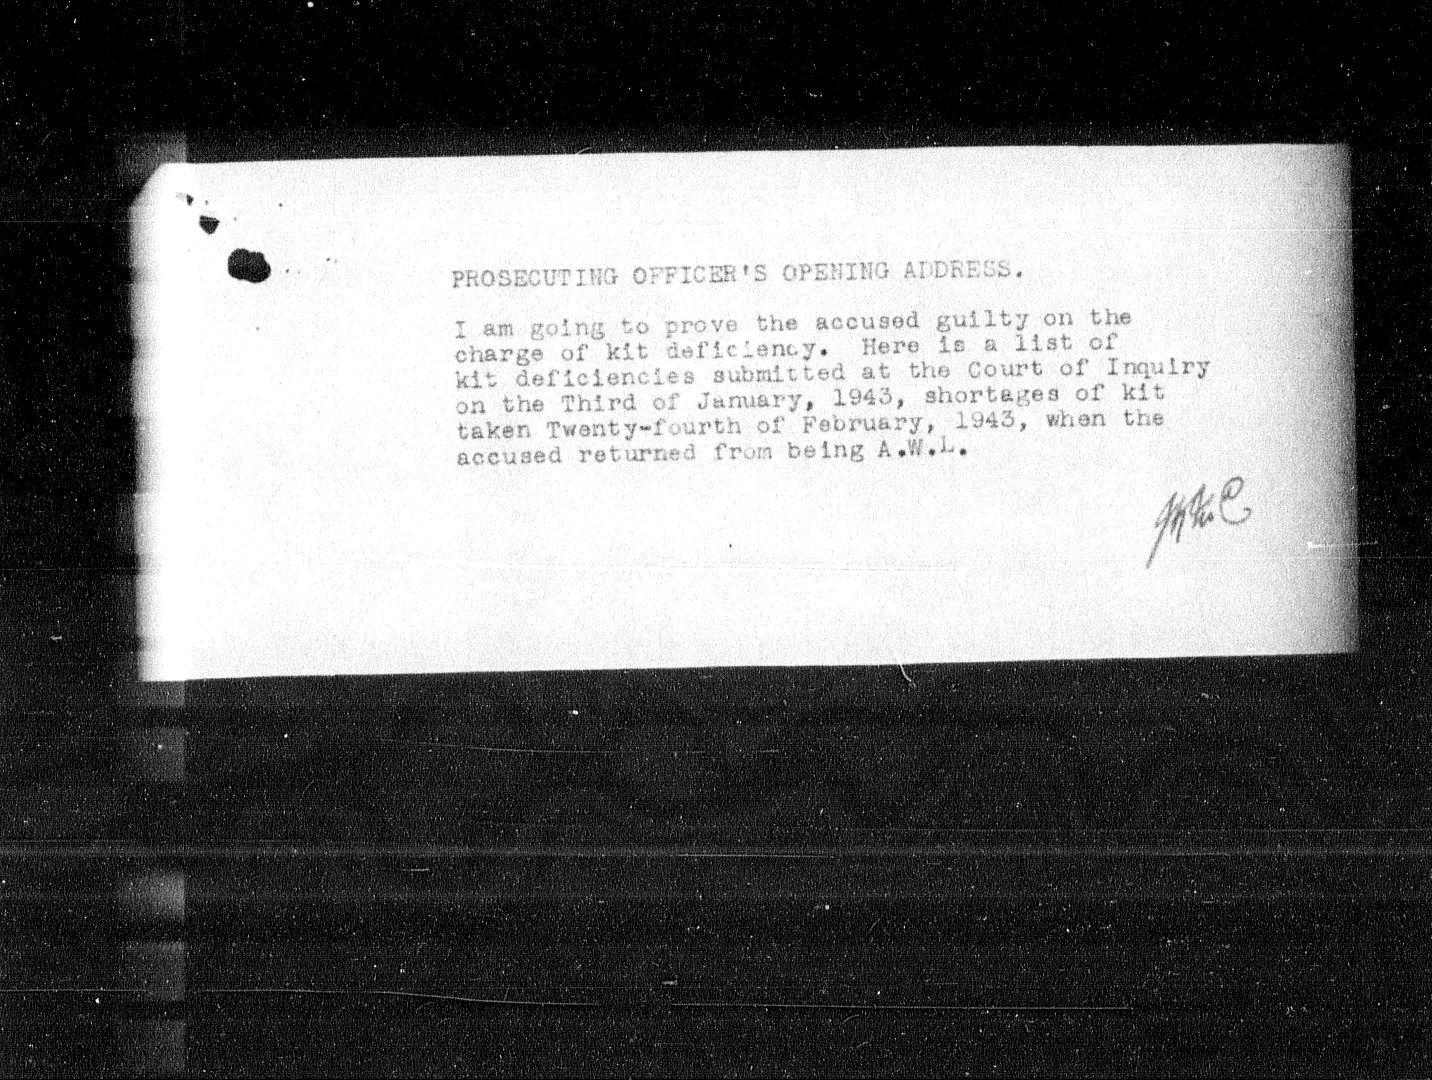 PROSECUTING OFFICER'S OPENING ADDRESS.
I am going to prove the accused guilty on the
charge of kit deficiency. Here is a list of
kit deficiencies submitted at the Court of Inquiry
on the Third of January, 1943, shortages of kit
taken Twenty-fourth of February, 1943, when the
accused returned from being A.W.L.